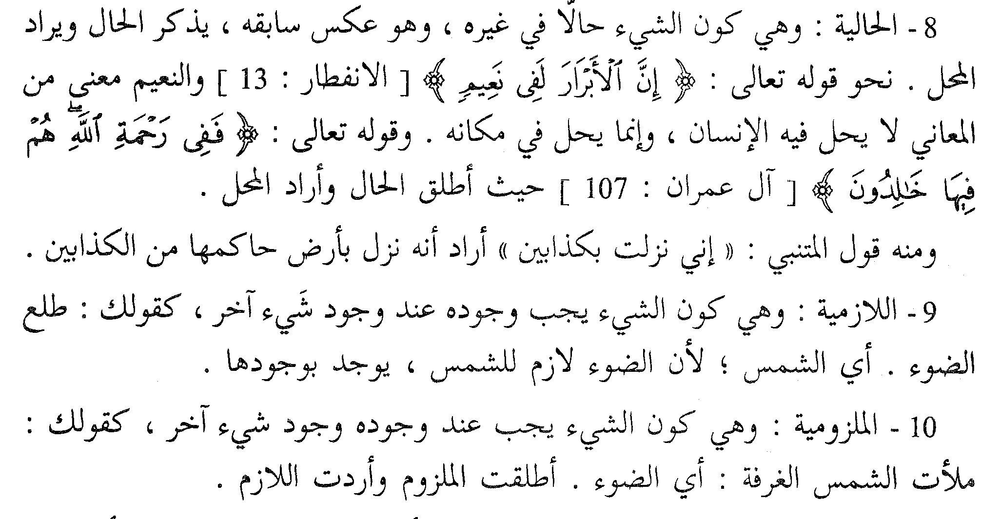 8 - الحالية : وهي كون الشيء حالّا في غيره ، وهو عكس سابقه ، يذكر الحال ويراد
المحل . نحو قوله تعالى : ﴿ إِنَّ ٱلْأَبْرَارَ لَفِى نَعِيمٍ ﴾ [ الانفطار : 13 ] والنعيم معنى من
المعاني لا يحل فيه الإنسان ، وإنما يحل في مكانه . وقوله تعالى : ﴿ فَفِى رَحْمَةِ ٱللَّهِۖ هُمْ
فِيهَا خَٰلِدُونَ ﴾ [ آل عمران : 107 ] حيث أطلق الحال وأراد المحل .
ومنه قول المتنبي : « إني نزلت بكذابين » أراد أنه نزل بأرض حاكمها من الكذابين .
9 - اللازمية : وهي كون الشيء يجب وجوده عند وجود شَيء آخر ، كقولك : طلع
الضوء . أي الشمس ؛ لأن الضوء لازم للشمس ، يوجد بوجودها .
10 - الملزومية : وهي كون الشيء يجب عند وجوده وجود شيء آخر ، كقولك :
ملأت الشمس الغرفة : أي الضوء . أطلقت الملزوم وأردت اللازم .